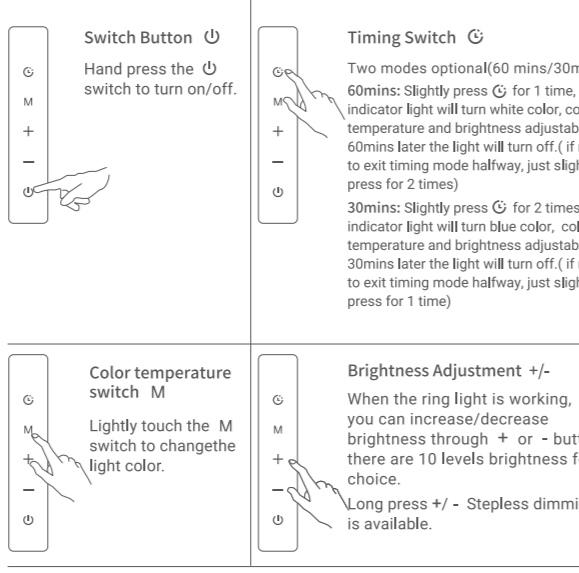 Switch Button ⏻
Hand press the ⏻
switch to turn on/off.
M
+
−
Timing Switch
Two modes optional(60 mins/30m
60mins: Slightly press for 1 time,
indicator light will turn white color, co
temperature and brightness adjustab
60mins later the light will turn off.( if
to exit timing mode halfway, just sligh
press for 2 times)
30mins: Slightly press for 2 times
indicator light will turn blue color, col
temperature and brightness adjustab
30mins later the light will turn off.( if
to exit timing mode halfway, just sligh
press for 1 time)
M
+
−
Color temperature
switch M
Lightly touch the M
switch to changethe
light color.
M
+
−
Brightness Adjustment +/-
When the ring light is working,
you can increase/decrease
brightness through + or - but
there are 10 levels brightness f
choice.
Long press +/ - Stepless dimmi
is available.
M
+
−